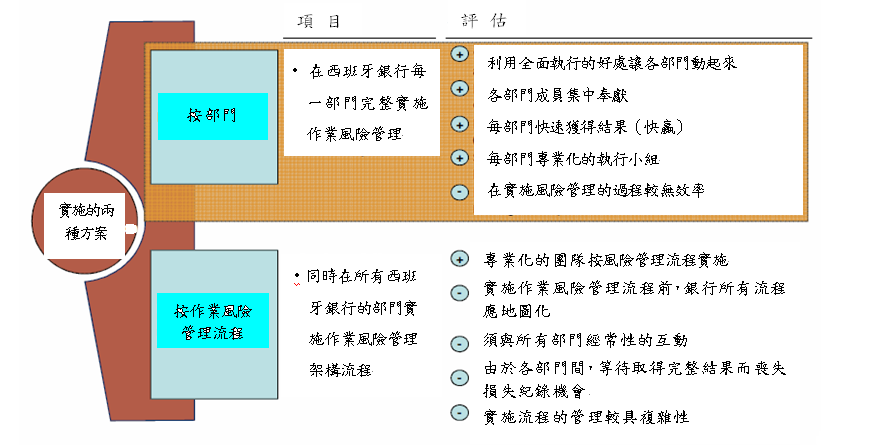 項 目
評 估
實施的兩
種方案
按部門
• 在西班牙銀行每
一部門完整實施
作業風險管理
+ 利用全面執行的好處讓各部門動起來
+ 各部門成員集中奉獻
+ 每部門快速獲得結果（快贏）
+ 每部門專業化的執行小組
- 在實施風險管理的過程較無效率
按作業風險
管理流程
• 同時在所有西班
牙銀行的部門實
施作業風險管理
架構流程
+ 專業化的團隊按風險管理流程實施
- 實施作業風險管理流程前，銀行所有流程
應地圖化
- 須與所有部門經常性的互動
- 由於各部門間，等待取得完整結果而喪失
損失紀錄機會
- 實施流程的管理較具複雜性